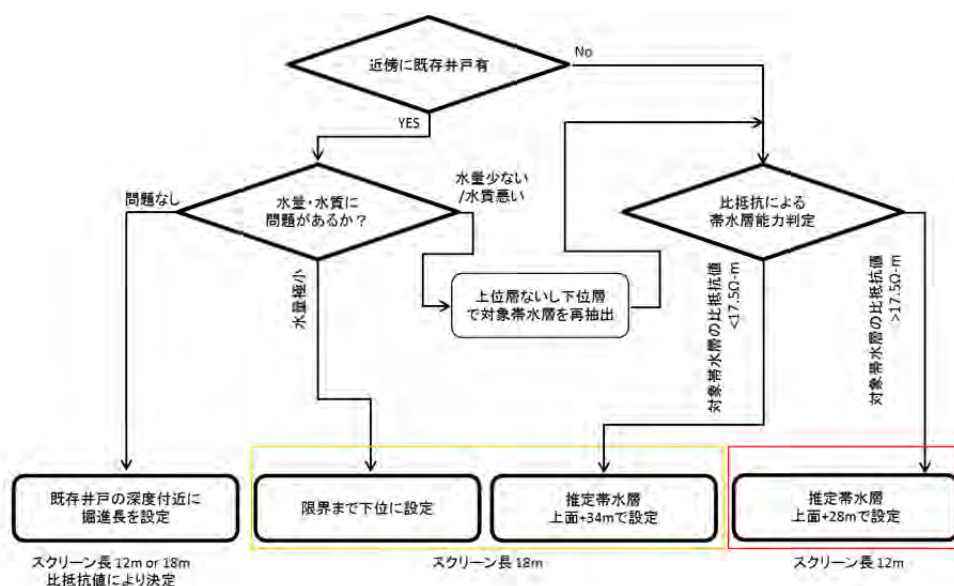 近傍に既存井戸有
No
YES
問題なし
水量・水質に
問題があるか？
水量少ない
/水質悪い
比抵抗による
帯水層能力判定
水量極小
上位層ないし下位層
で対象帯水層を再抽出
対象帯水層の比抵抗値
<17.5Ω-m
対象帯水層の比抵抗値
>17.5Ω-m
既存井戸の深度付近に
掘進長を設定
限界まで下位に設定
推定帯水層
上面+34mで設定
推定帯水層
上面+28mで設定
スクリーン長 12m or 18m
比抵抗値により決定
スクリーン長 18m
スクリーン長 12m